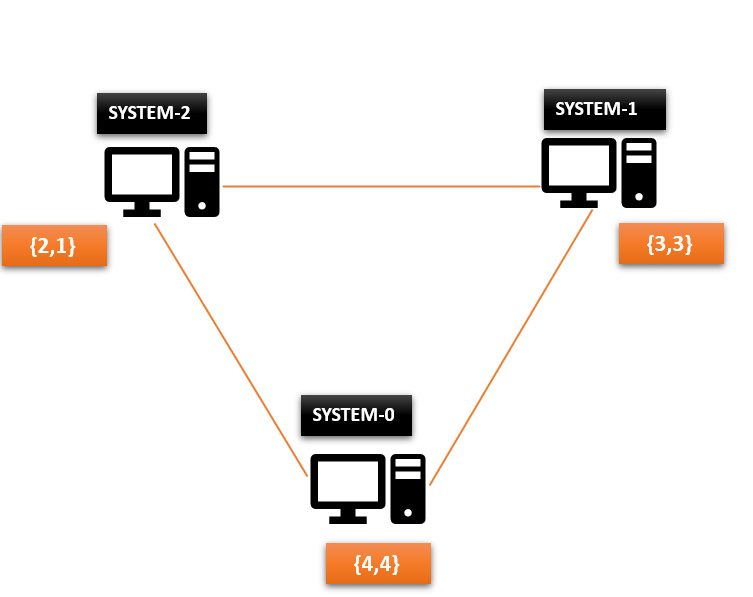 SYSTEM-2
SYSTEM-1
{2,1}
{3,3}
SYSTEM-0
{4,4}